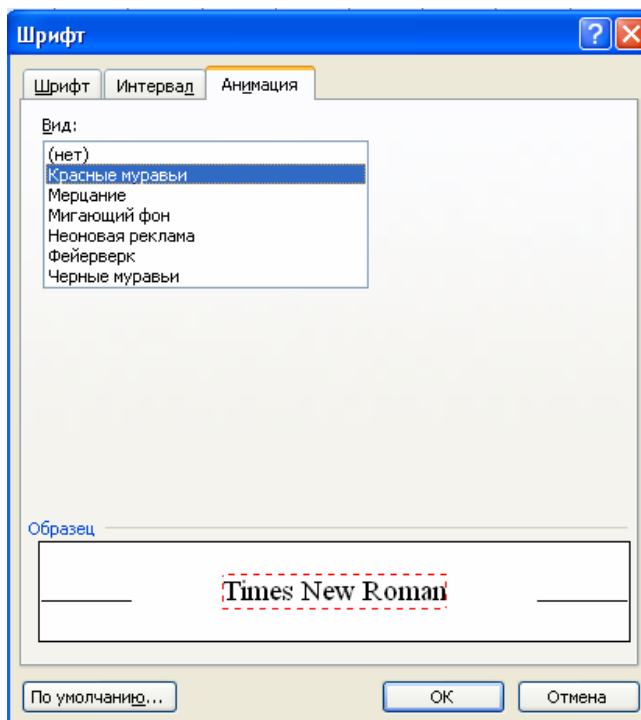 Шрифт
Шрифт Интервал Анимация
Вид:
(нет)
Красные муравьи
Мерцание
Мигающий фон
Неоновая реклама
Фейерверк
Черные муравьи
Образец
Times New Roman
По умолчанию... ОК Отмена